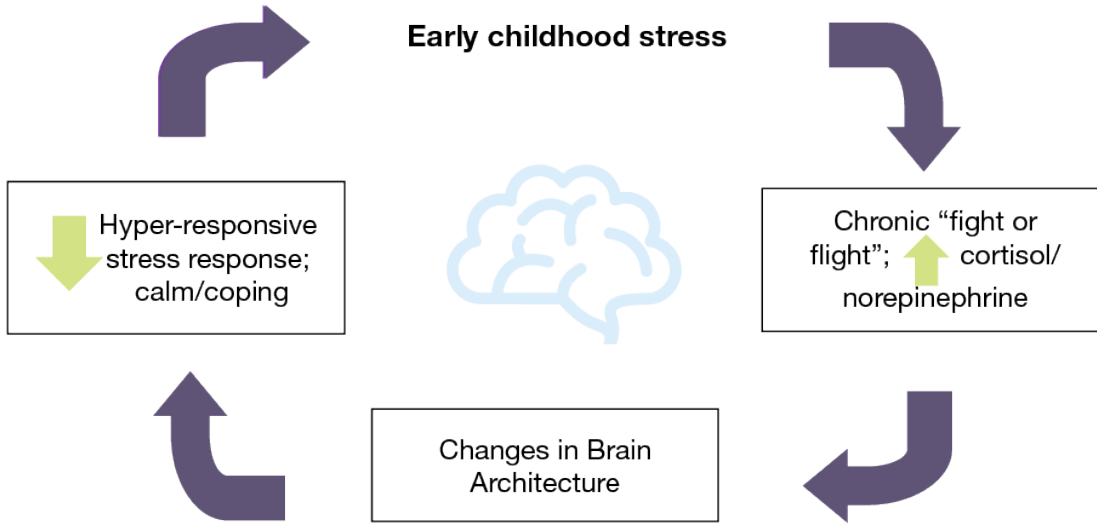 Early childhood stress
Hyper-responsive
stress response;
calm/coping
Chronic “fight or
flight”; cortisol/
norepinephrine
Changes in Brain
Architecture